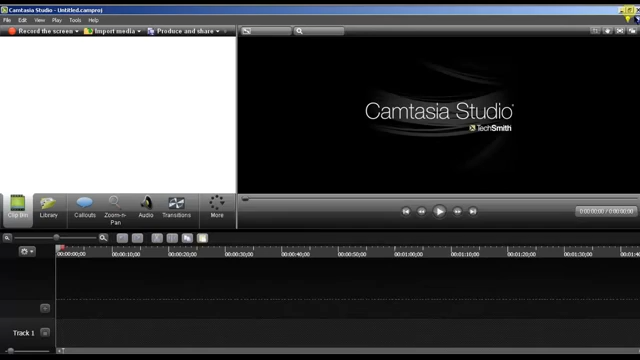 Camtasia Studio - Untitled.camproj
File Edit View Play Tools Help
Record the screen Import media Produce and share
Camtasia Studio
TechSmith
Clip Bin Library Callouts Zoom-n-Pan Audio Transitions More
0:00:00;00 / 0:00:00;00
00:00:00;00 00:00:10;00 00:00:20;00 00:00:30;00 00:00:40;00 00:00:50;00 00:01:00;00 00:01:10;00 00:01:20;00 00:01:30;00 00:01:4
Track 1